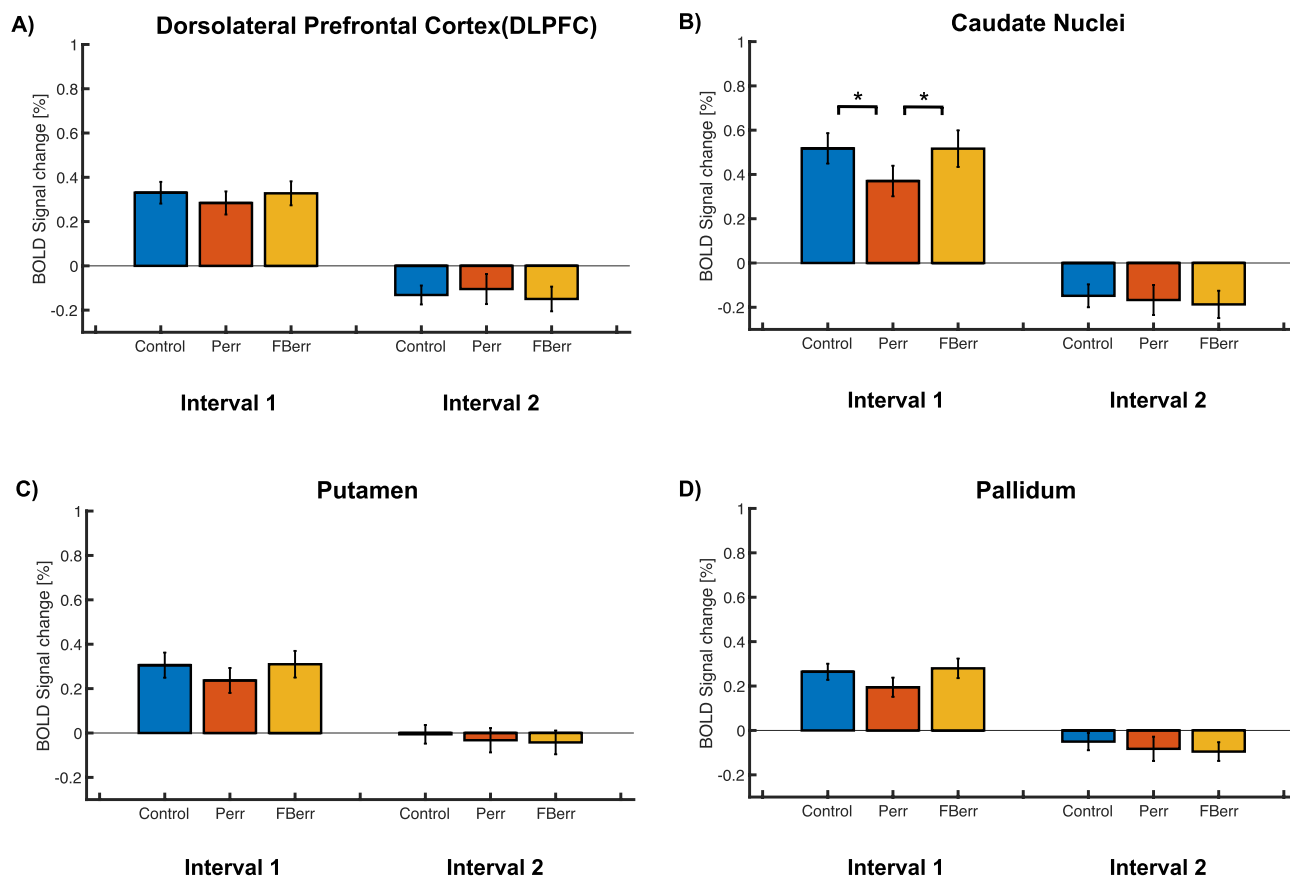 A)
Dorsolateral Prefrontal Cortex(DLPFC)
BOLD Signal change [%]
1
0.8
0.6
0.4
0.2
0
-0.2
Control Perr FBerr Control Perr FBerr
Interval 1 Interval 2
B)
Caudate Nuclei
BOLD Signal change [%]
1
0.8
0.6
0.4
0.2
0
-0.2
* *
Control Perr FBerr Control Perr FBerr
Interval 1 Interval 2
C)
Putamen
BOLD Signal change [%]
1
0.8
0.6
0.4
0.2
0
-0.2
Control Perr FBerr Control Perr FBerr
Interval 1 Interval 2
D)
Pallidum
BOLD Signal change [%]
1
0.8
0.6
0.4
0.2
0
-0.2
Control Perr FBerr Control Perr FBerr
Interval 1 Interval 2